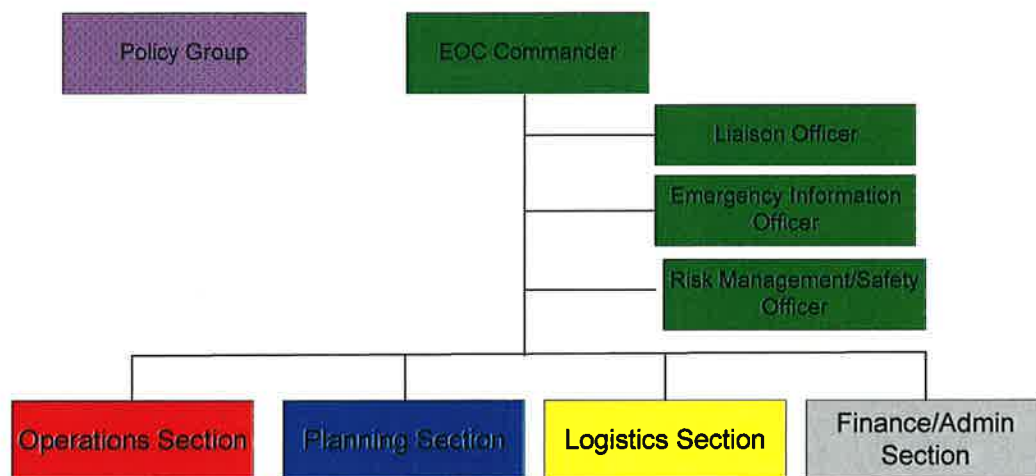 Policy Group
EOC Commander
Liaison Officer
Emergency Information
Officer
Risk Management/Safety
Officer
Operations Section
Planning Section
Logistics Section
Finance/Admin
Section